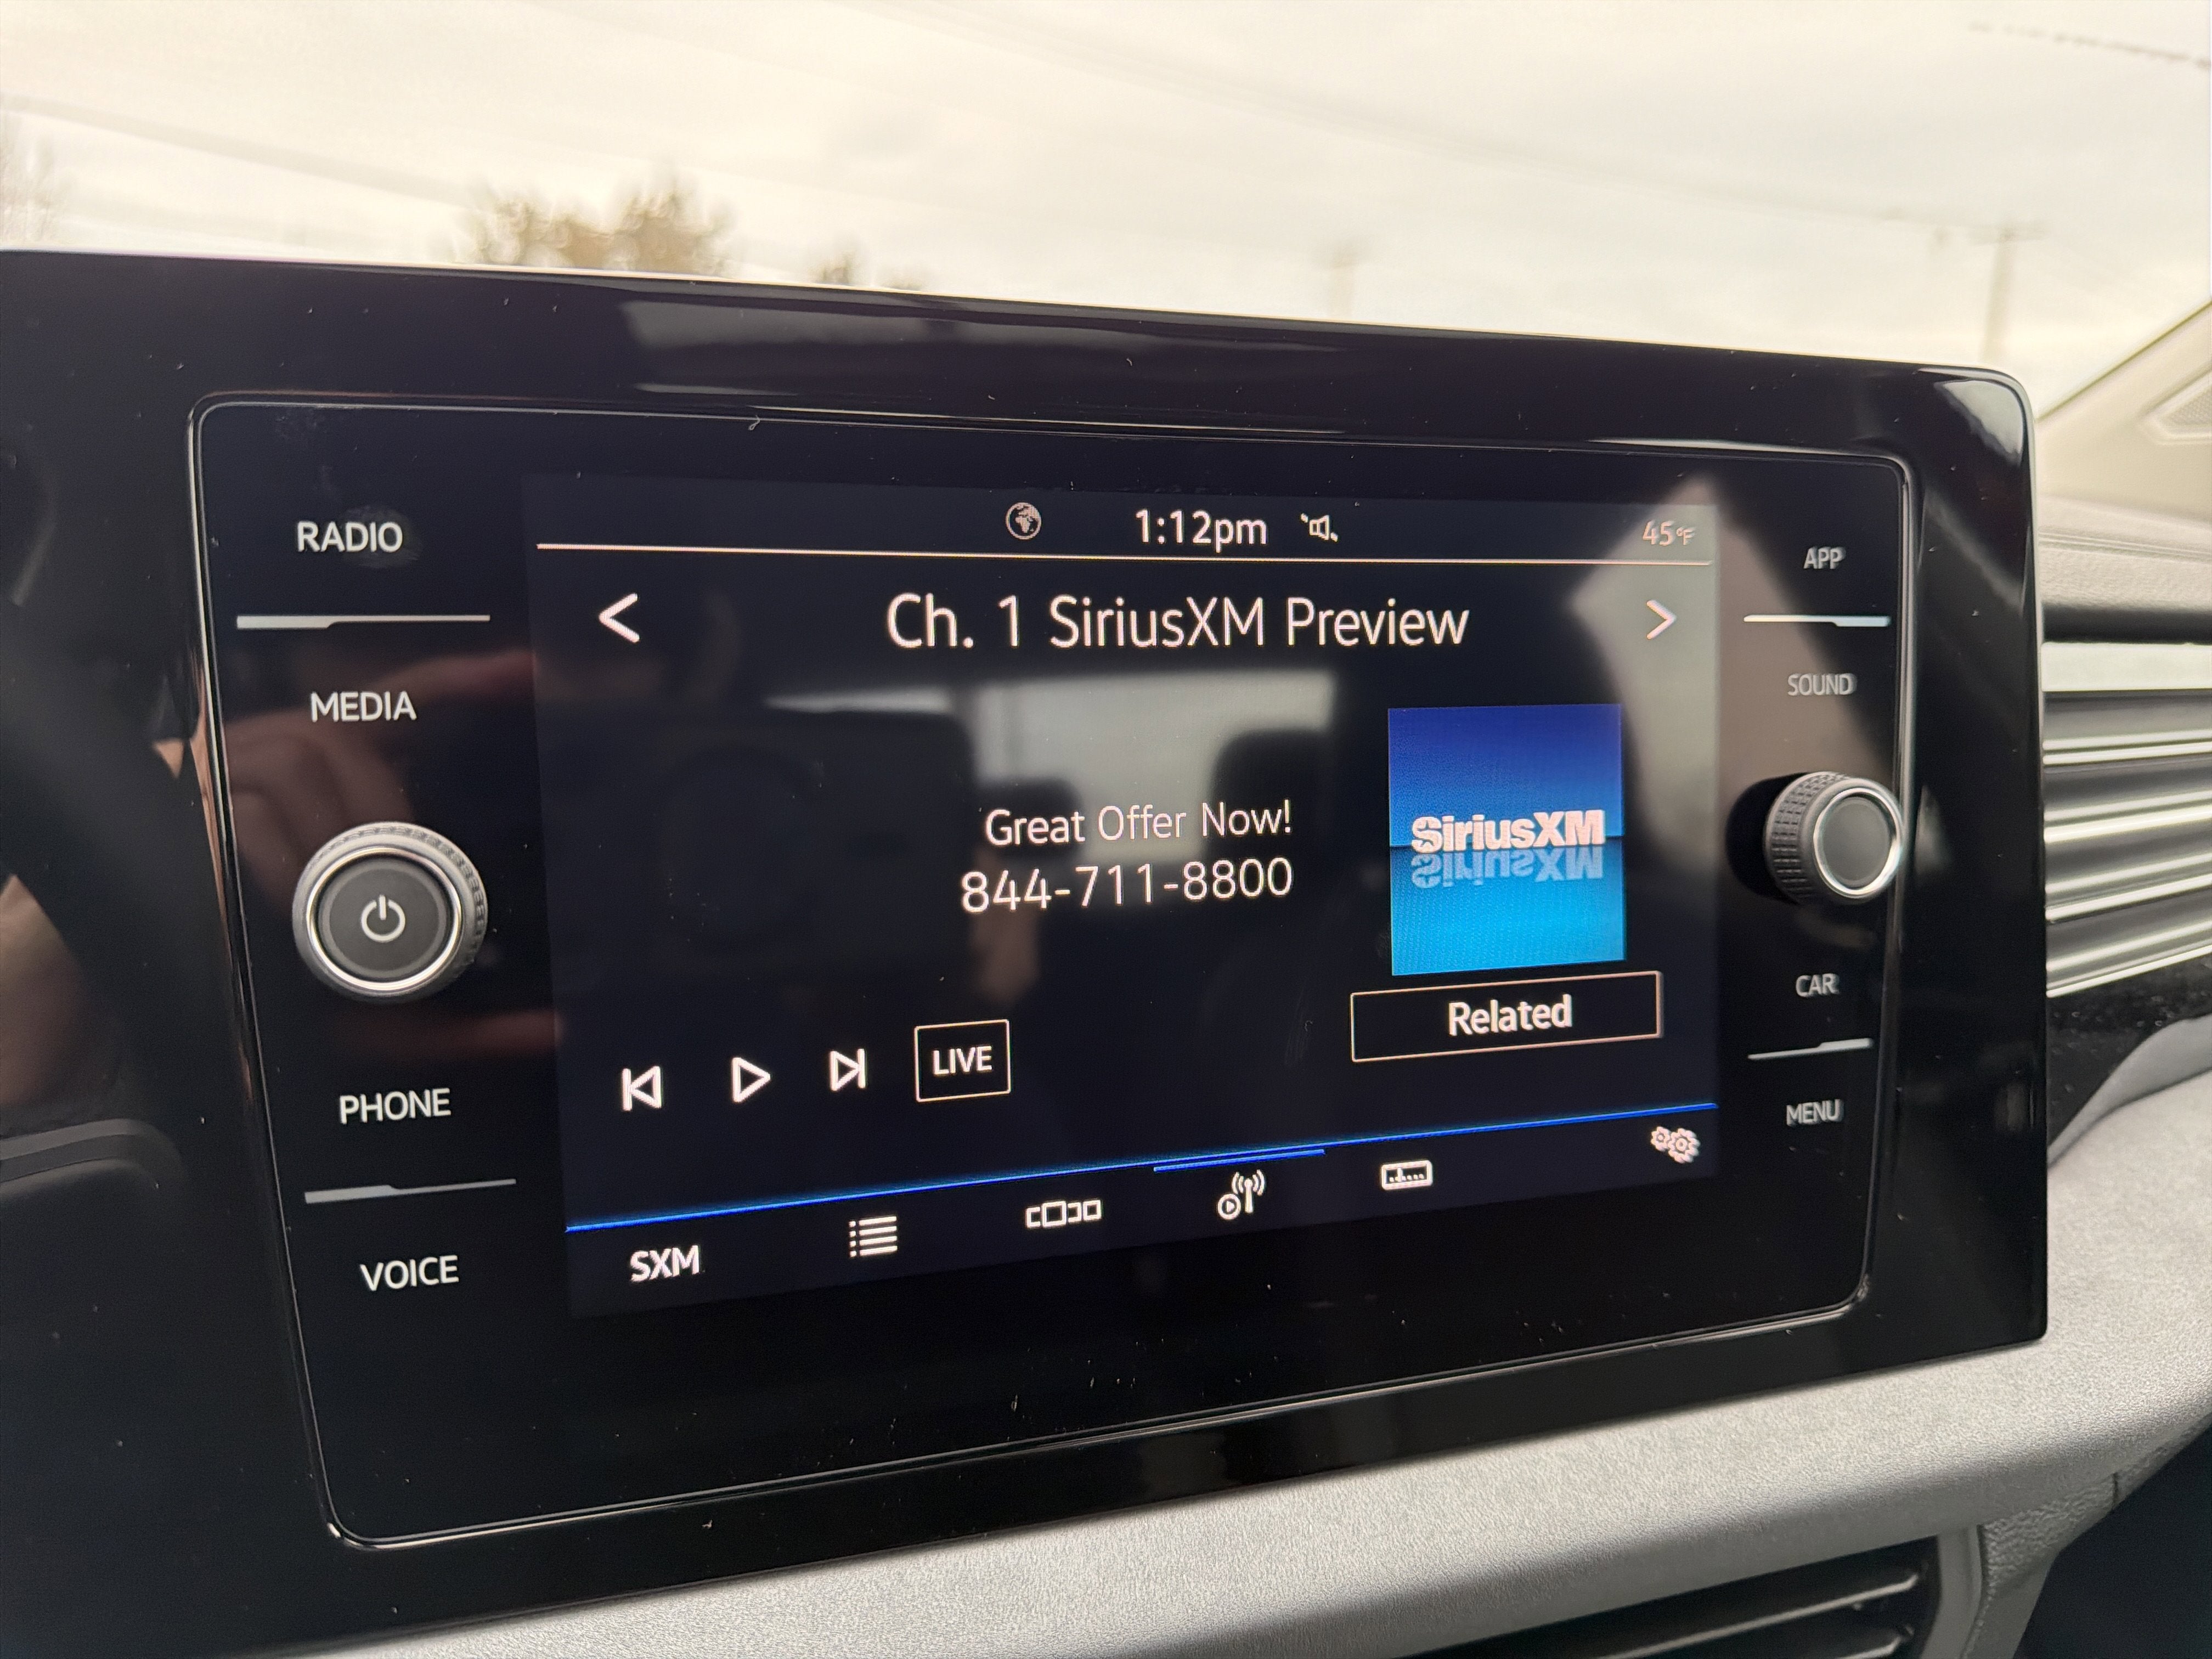 RADIO
MEDIA
PHONE
VOICE
1:12pm
45°F
Ch. 1 SiriusXM Preview
Great Offer Now!
844-711-8800
SiriusXM
Related
LIVE
SXM
APP
SOUND
CAR
MENU